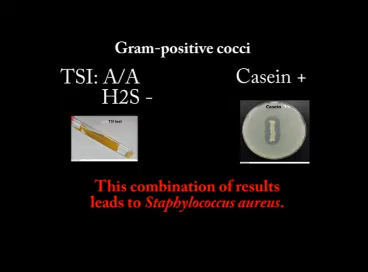 Gram-positive cocci
TSI: A/A
H2S -
Casein +
TSI test
Casein
This combination of results
leads to Staphylococcus aureus.